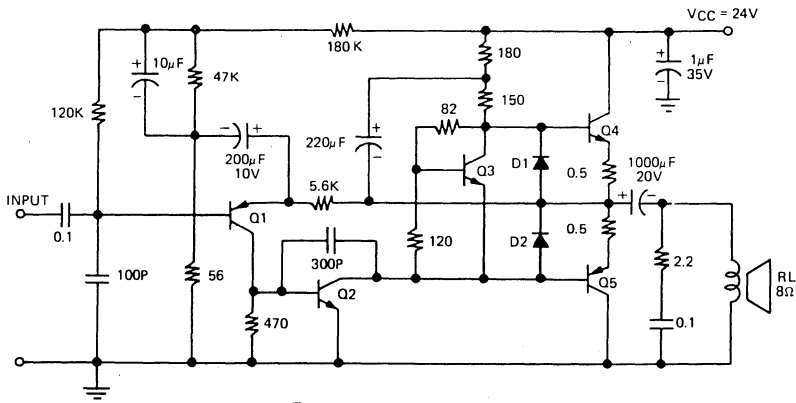 VCC = 24V
180 K
180
10µF
+
-
47K
+
1µF
35V
-
120K
82
150
- +
200µF
10V
220µF
+
-
Q4
D1
0.5
1000µF
20V
+ -
Q3
INPUT
5.6K
Q1
0.1
120
D2
0.5
300P
2.2
100P
56
Q2
Q5
RL
8Ω
470
0.1